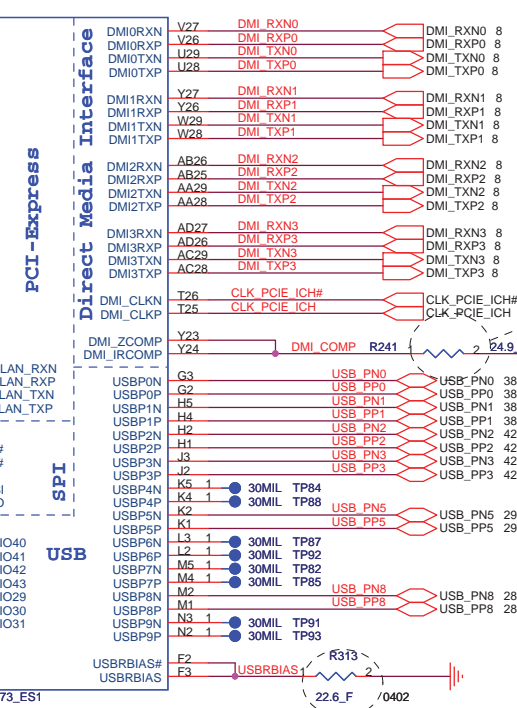 DMI0RXN V27 DMI_RXN0 DMI_RXN0 8
DMI0RXP V26 DMI_RXP0 DMI_RXP0 8
DMI0TXN U29 DMI_TXN0 DMI_TXN0 8
DMI0TXP U28 DMI_TXP0 DMI_TXP0 8
DMI1RXN Y27 DMI_RXN1 DMI_RXN1 8
DMI1RXP Y26 DMI_RXP1 DMI_RXP1 8
DMI1TXN W29 DMI_TXN1 DMI_TXN1 8
DMI1TXP W28 DMI_TXP1 DMI_TXP1 8
DMI2RXN AB26 DMI_RXN2 DMI_RXN2 8
DMI2RXP AB25 DMI_RXP2 DMI_RXP2 8
DMI2TXN AA29 DMI_TXN2 DMI_TXN2 8
DMI2TXP AA28 DMI_TXP2 DMI_TXP2 8
DMI3RXN AD27 DMI_RXN3 DMI_RXN3 8
DMI3RXP AD26 DMI_RXP3 DMI_RXP3 8
DMI3TXN AC29 DMI_TXN3 DMI_TXN3 8
DMI3TXP AC28 DMI_TXP3 DMI_TXP3 8
PCI-Express
Direct Media Interface
DMI_CLKN T26 CLK_PCIE_ICH# CLK_PCIE_ICH#
DMI_CLKP T25 CLK_PCIE_ICH CLK_PCIE_ICH
DMI_ZCOMP Y23
DMI_IRCOMP Y24 DMI_COMP R241 1 2 24.9_
LAN_RXN
LAN_RXP
LAN_TXN
LAN_TXP
USBP0N G3 USB_PN0 USB_PN0 38
USBP0P G2 USB_PP0 USB_PP0 38
USBP1N H5 USB_PN1 USB_PN1 38
USBP1P H4 USB_PP1 USB_PP1 38
USBP2N H2 USB_PN2 USB_PN2 42
USBP2P H1 USB_PP2 USB_PP2 42
USBP3N J3 USB_PN3 USB_PN3 42
USBP3P J2 USB_PP3 USB_PP3 42
USBP4N K5 1 30MIL TP84
USBP4P K4 1 30MIL TP88
USBP5N K2 USB_PN5 USB_PN5 29
USBP5P K1 USB_PP5 USB_PP5 29
SPI
USB
IO40 USBP6N L3 1 30MIL TP87
IO41 USBP6P L2 1 30MIL TP92
IO42 USBP7N M5 1 30MIL TP82
IO43 USBP7P M4 1 30MIL TP85
IO29 USBP8N M2 USB_PN8 USB_PN8 28
IO30 USBP8P M1 USB_PP8 USB_PP8 28
IO31 USBP9N N3 1 30MIL TP91
USBP9P N2 1 30MIL TP93
R313
USBRBIAS# F2
USBRBIAS F3 USBRBIAS 1 2
73_ES1 22.6_F /0402